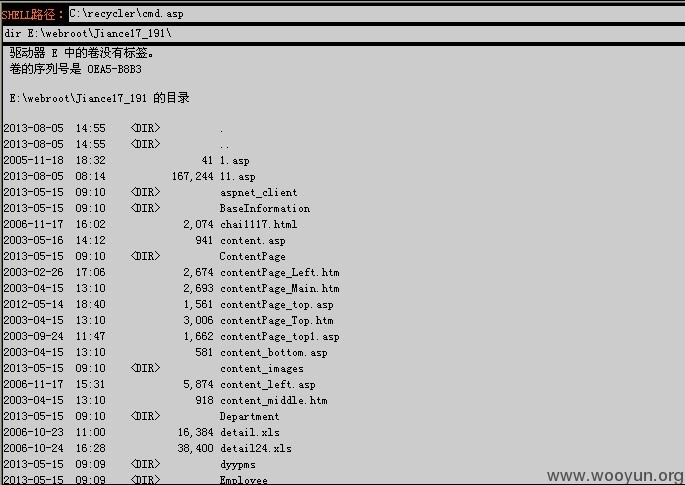 SHELL路径：C:\recycler\cmd.asp
dir E:\webroot\Jiance17_191\
驱动器 E 中的卷没有标签。
卷的序列号是 0EA5-B8B3
E:\webroot\Jiance17_191 的目录
2013-08-05 14:55 <DIR> .
2013-08-05 14:55 <DIR> ..
2005-11-18 18:32 41 1.asp
2013-08-05 08:14 167,244 11.asp
2013-05-15 09:10 <DIR> aspnet_client
2013-05-15 09:10 <DIR> BaseInformation
2006-11-17 16:02 2,074 chai1117.html
2003-05-16 14:12 941 content.asp
2013-05-15 09:10 <DIR> ContentPage
2003-02-26 17:06 2,674 contentPage_Left.htm
2003-04-15 13:10 2,693 contentPage_Main.htm
2012-05-14 18:40 1,561 contentPage_top.asp
2003-04-15 13:10 3,006 contentPage_Top.htm
2003-09-24 11:47 1,662 contentPage_top1.asp
2003-04-15 13:10 581 content_bottom.asp
2013-05-15 09:10 <DIR> content_images
2006-11-17 15:31 5,874 content_left.asp
2003-04-15 13:10 918 content_middle.htm
2013-05-15 09:10 <DIR> Department
2006-10-23 11:00 16,384 detail.xls
2006-10-24 16:28 38,400 detail24.xls
2013-05-15 09:09 <DIR> dyypms
2013-05-15 09:09 <DIR> Employee
www.wooyun.org